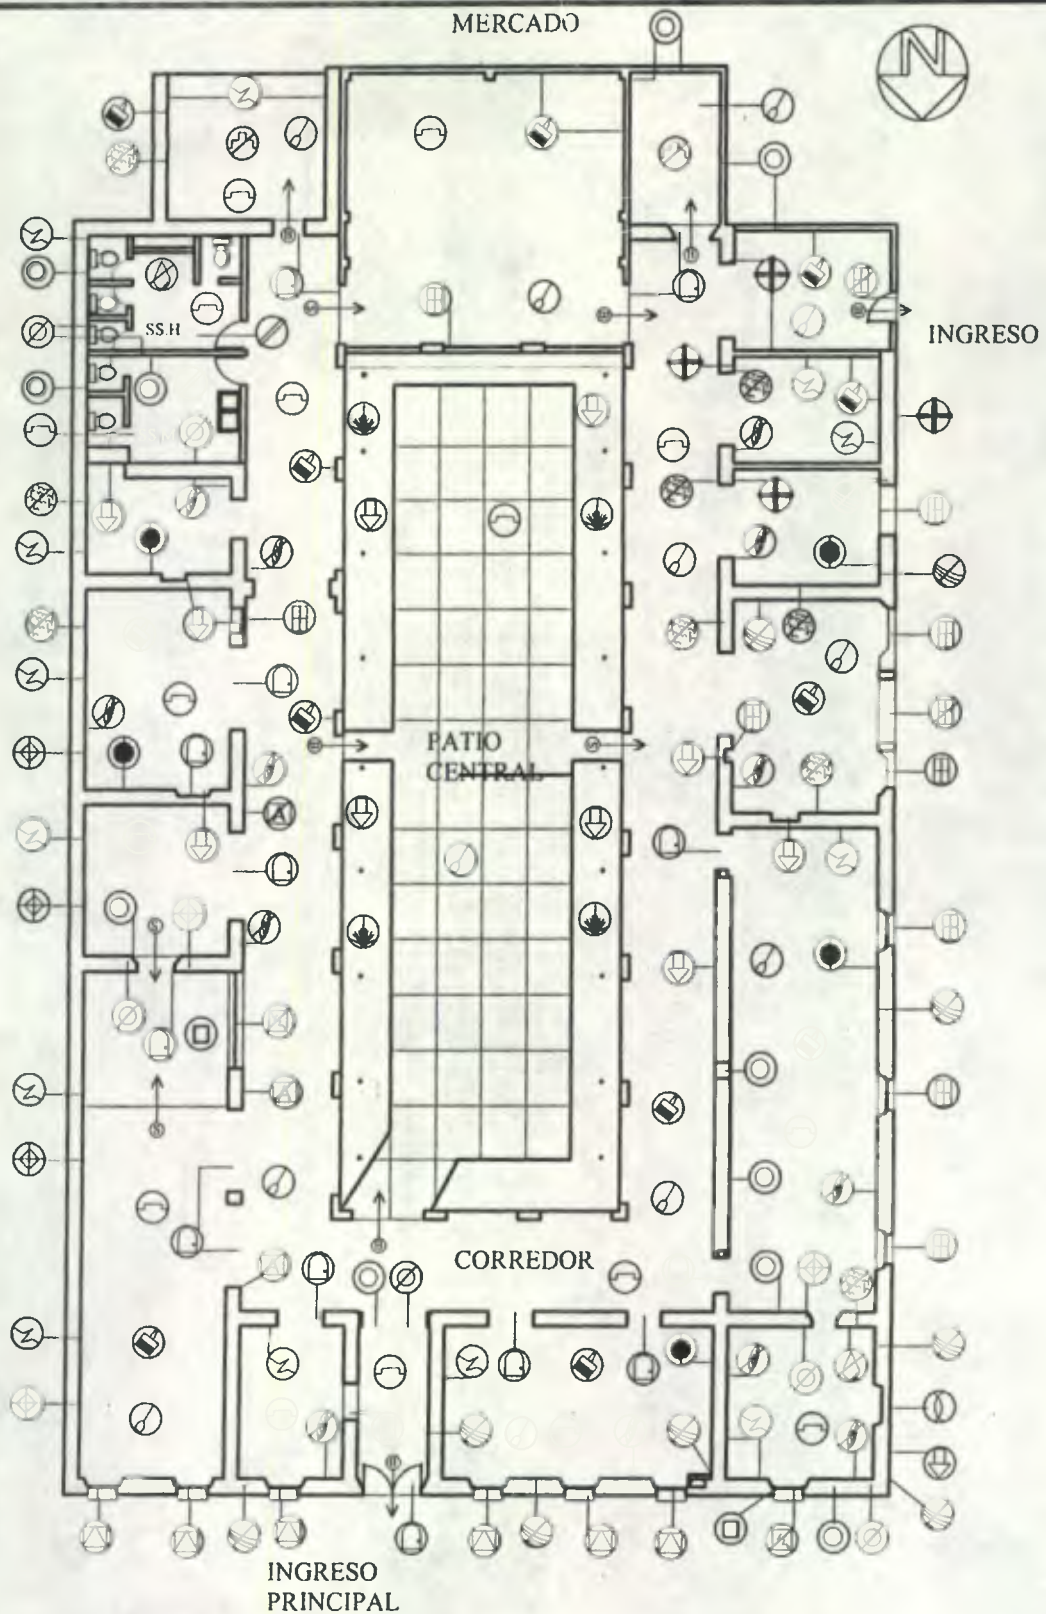 MERCADO
N
SS.H
INGRESO
PATIO
CENTRAL
A
CORREDOR
INGRESO
PRINCIPAL